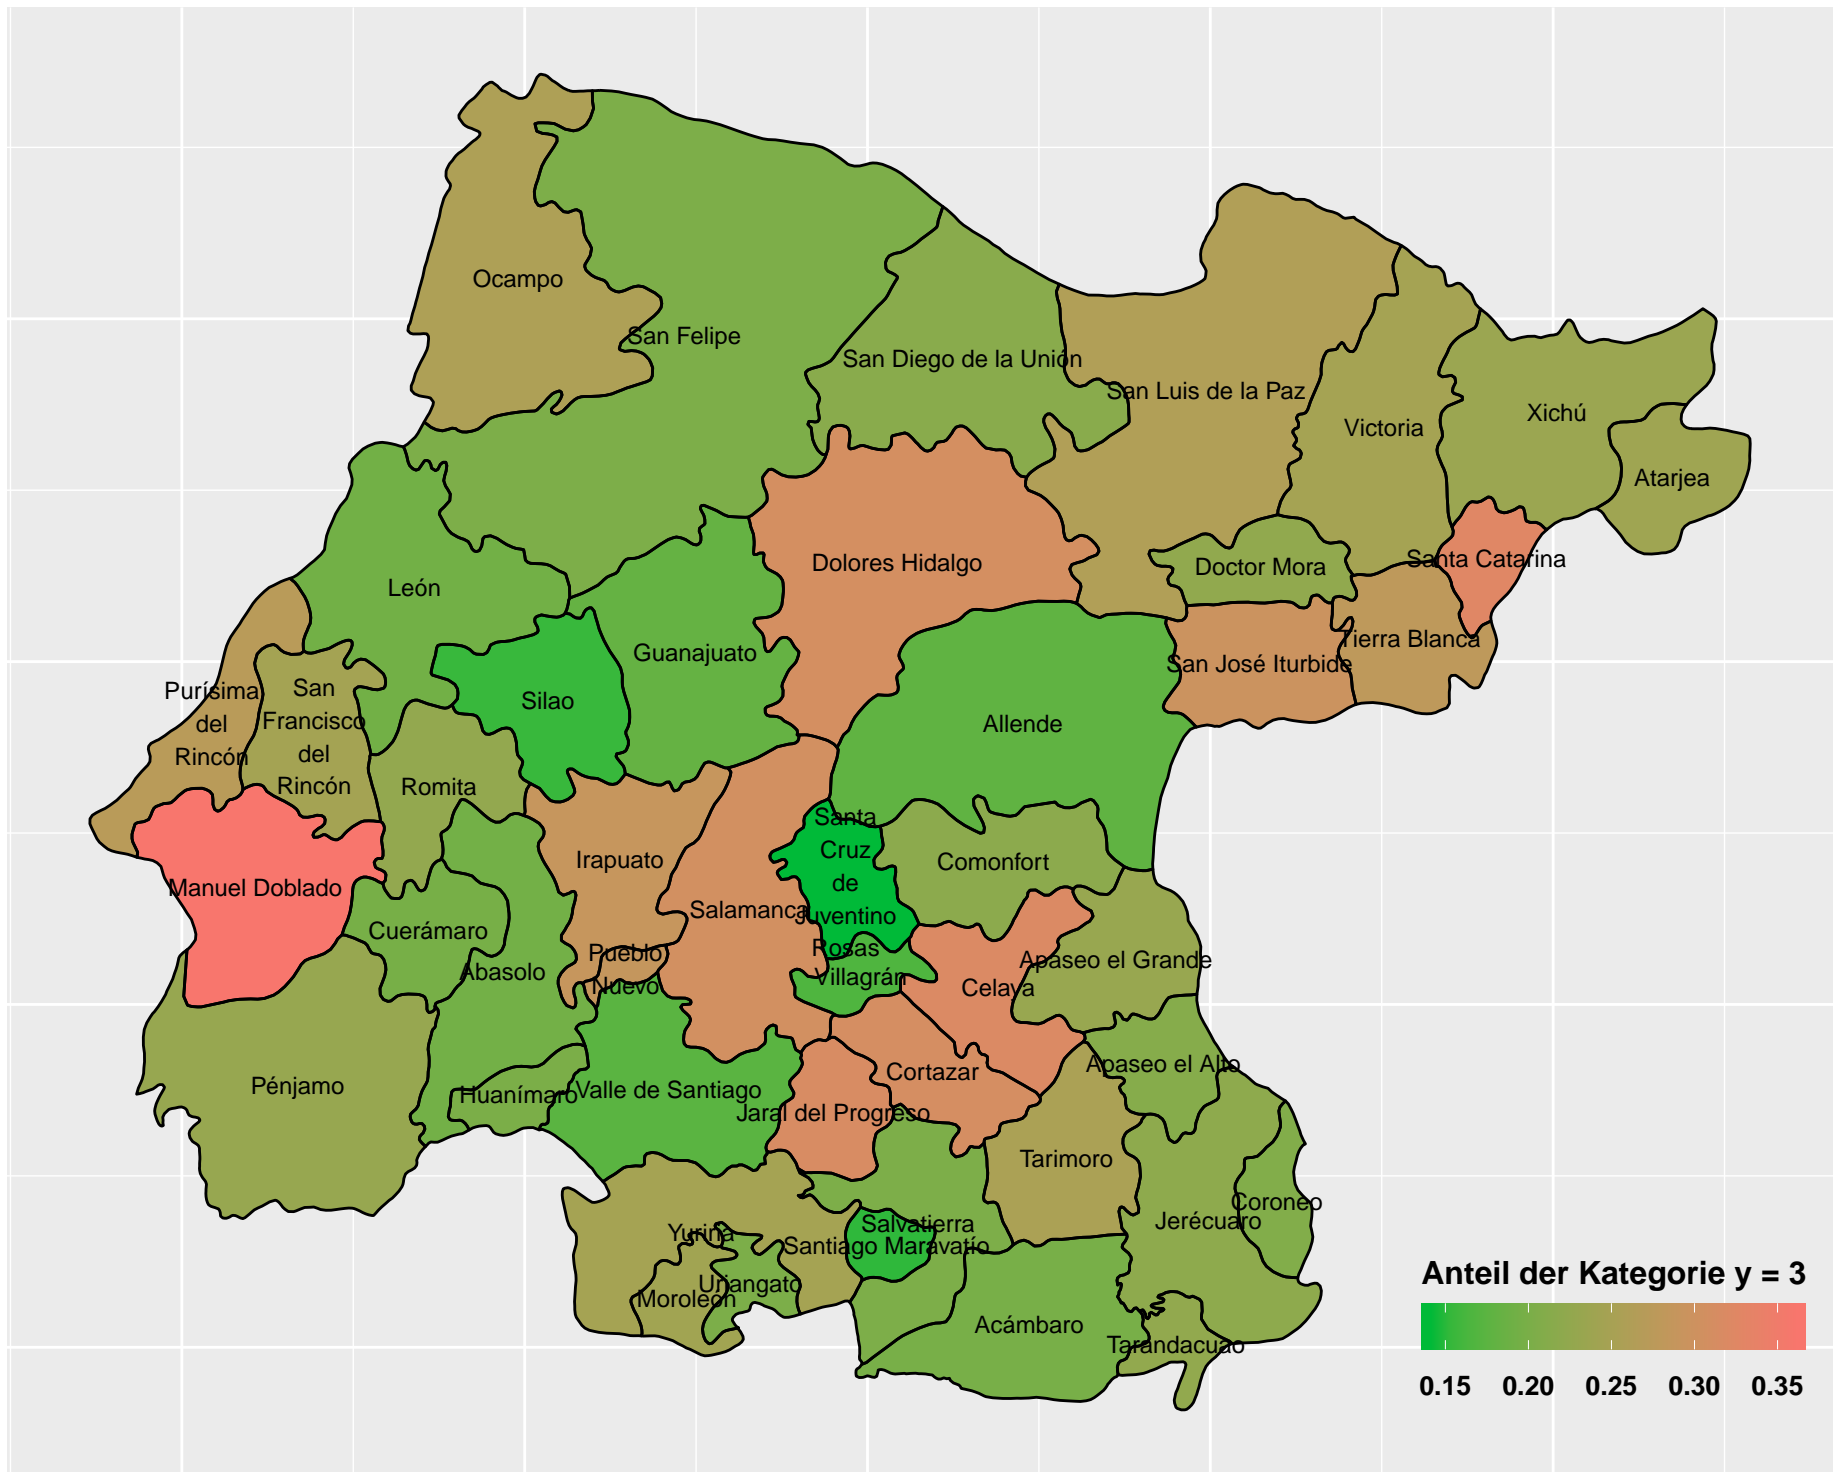 Ocampo
San Felipe
San Diego de la Unión
San Luis de la Paz
Victoria
Xichú
Atarjea
Dolores Hidalgo
Doctor Mora
Santa Catarina
León
Guanajuato
Tierra Blanca
San José Iturbide
Silao
Allende
Purísima
del
Rincón
San
Francisco
del
Rincón
Romita
Irapuato
Santa
Cruz
de
Juventino
Rosas
Comonfort
Manuel Doblado
Salamanca
Cuerámaro
Abasolo
Pueblo
Nuevo
Villagrán
Celaya
Apaseo el Grande
Pénjamo
Huanímaro
Valle de Santiago
Jaral del Progreso
Cortazar
Apaseo el Alto
Tarimoro
Coroneo
Jerécuaro
Yuriria
Salvatierra
Santiago Maravatío
Uriangato
Moroleón
Acámbaro
Tarandacuao
Anteil der Kategorie y = 3
0.15 0.20 0.25 0.30 0.35